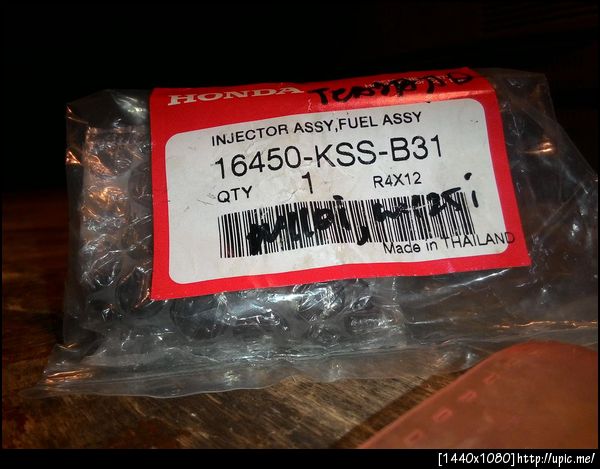 HONDA
INJECTOR ASSY,FUEL ASSY
16450-KSS-B31
QTY 1 R4X12
Made in THAILAND
[1440x1080]http://upic.me/